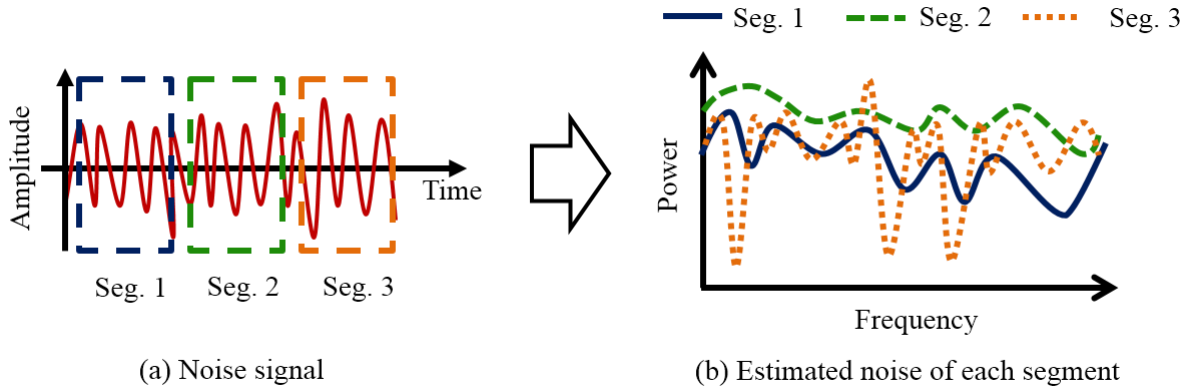 Seg. 1 Seg. 2 Seg. 3
Amplitude
Time
Seg. 1 Seg. 2 Seg. 3
(a) Noise signal
Power
Frequency
(b) Estimated noise of each segment